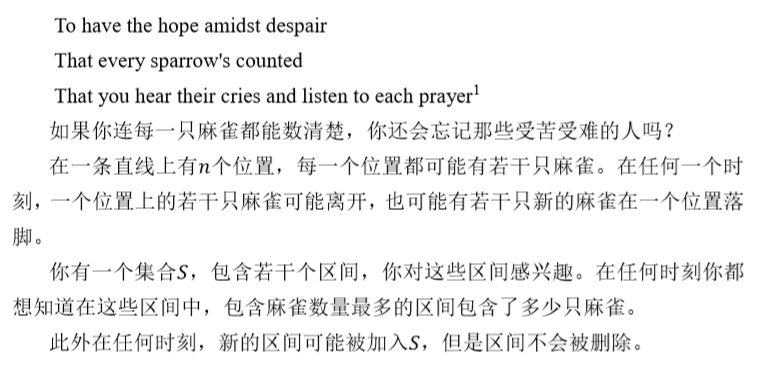 To have the hope amidst despair
That every sparrow's counted
That you hear their cries and listen to each prayer¹
如果你连每一只麻雀都能数清楚，你还会忘记那些受苦受难的人吗？
在一条直线上有n个位置，每一个位置都可能有若干只麻雀。在任何一个时
刻，一个位置上的若干只麻雀可能离开，也可能有若干只新的麻雀在一个位置落
脚。
你有一个集合S，包含若干个区间，你对这些区间感兴趣。在任何时刻你都
想知道在这些区间中，包含麻雀数量最多的区间包含了多少只麻雀。
此外在任何时刻，新的区间可能被加入S，但是区间不会被删除。